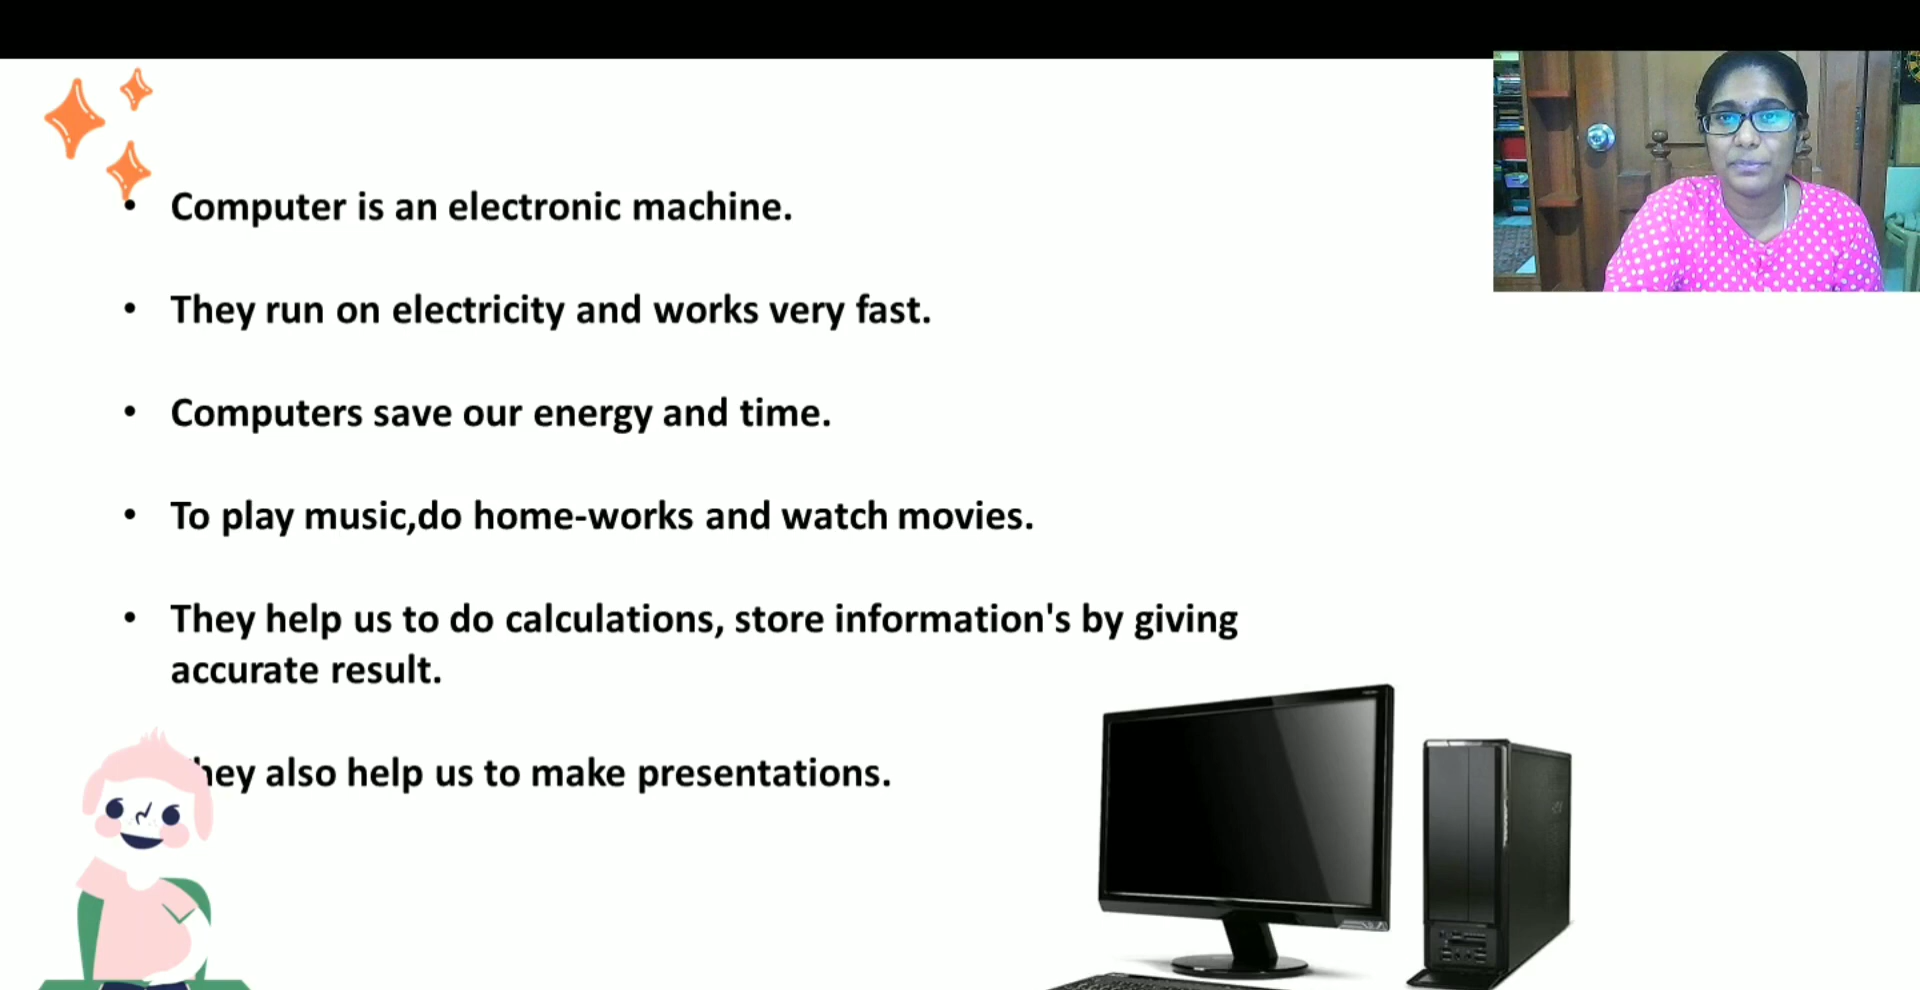 • Computer is an electronic machine.
• They run on electricity and works very fast.
• Computers save our energy and time.
• To play music,do home-works and watch movies.
• They help us to do calculations, store information's by giving
accurate result.
hey also help us to make presentations.